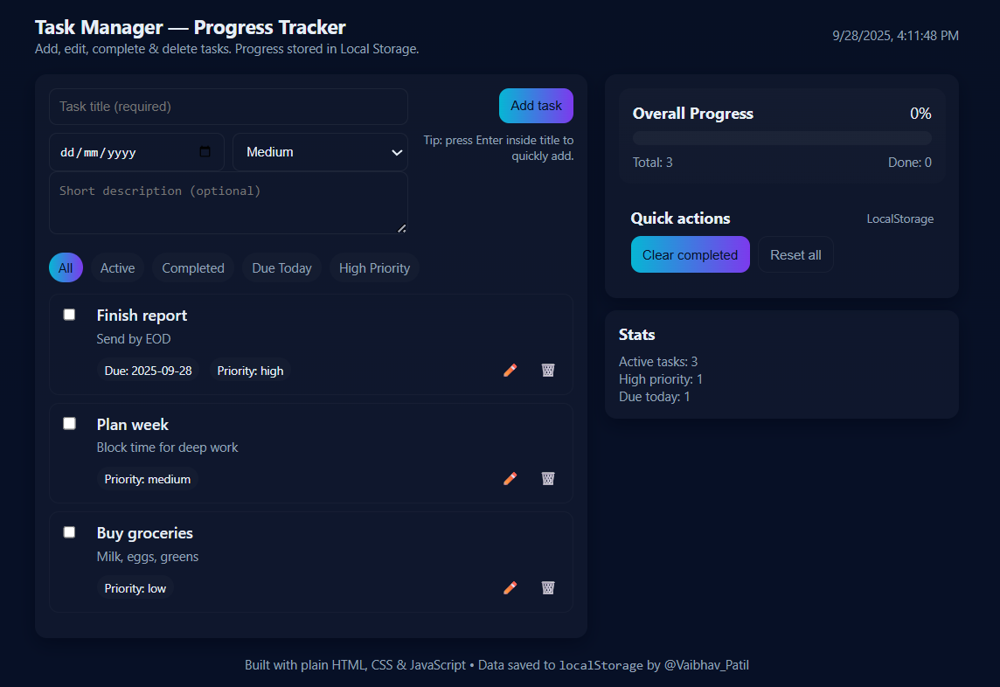 Task Manager — Progress Tracker
Add, edit, complete & delete tasks. Progress stored in Local Storage.
9/28/2025, 4:11:48 PM
Task title (required)
Add task
dd/mm/yyyy
Medium
Tip: press Enter inside title to
quickly add.
Short description (optional)
All
Active
Completed
Due Today
High Priority
Finish report
Send by EOD
Due: 2025-09-28
Priority: high
Plan week
Block time for deep work
Priority: medium
Buy groceries
Milk, eggs, greens
Priority: low
Overall Progress
0%
Total: 3
Done: 0
Quick actions
LocalStorage
Clear completed
Reset all
Stats
Active tasks: 3
High priority: 1
Due today: 1
Built with plain HTML, CSS & JavaScript • Data saved to localStorage by @Vaibhav_Patil